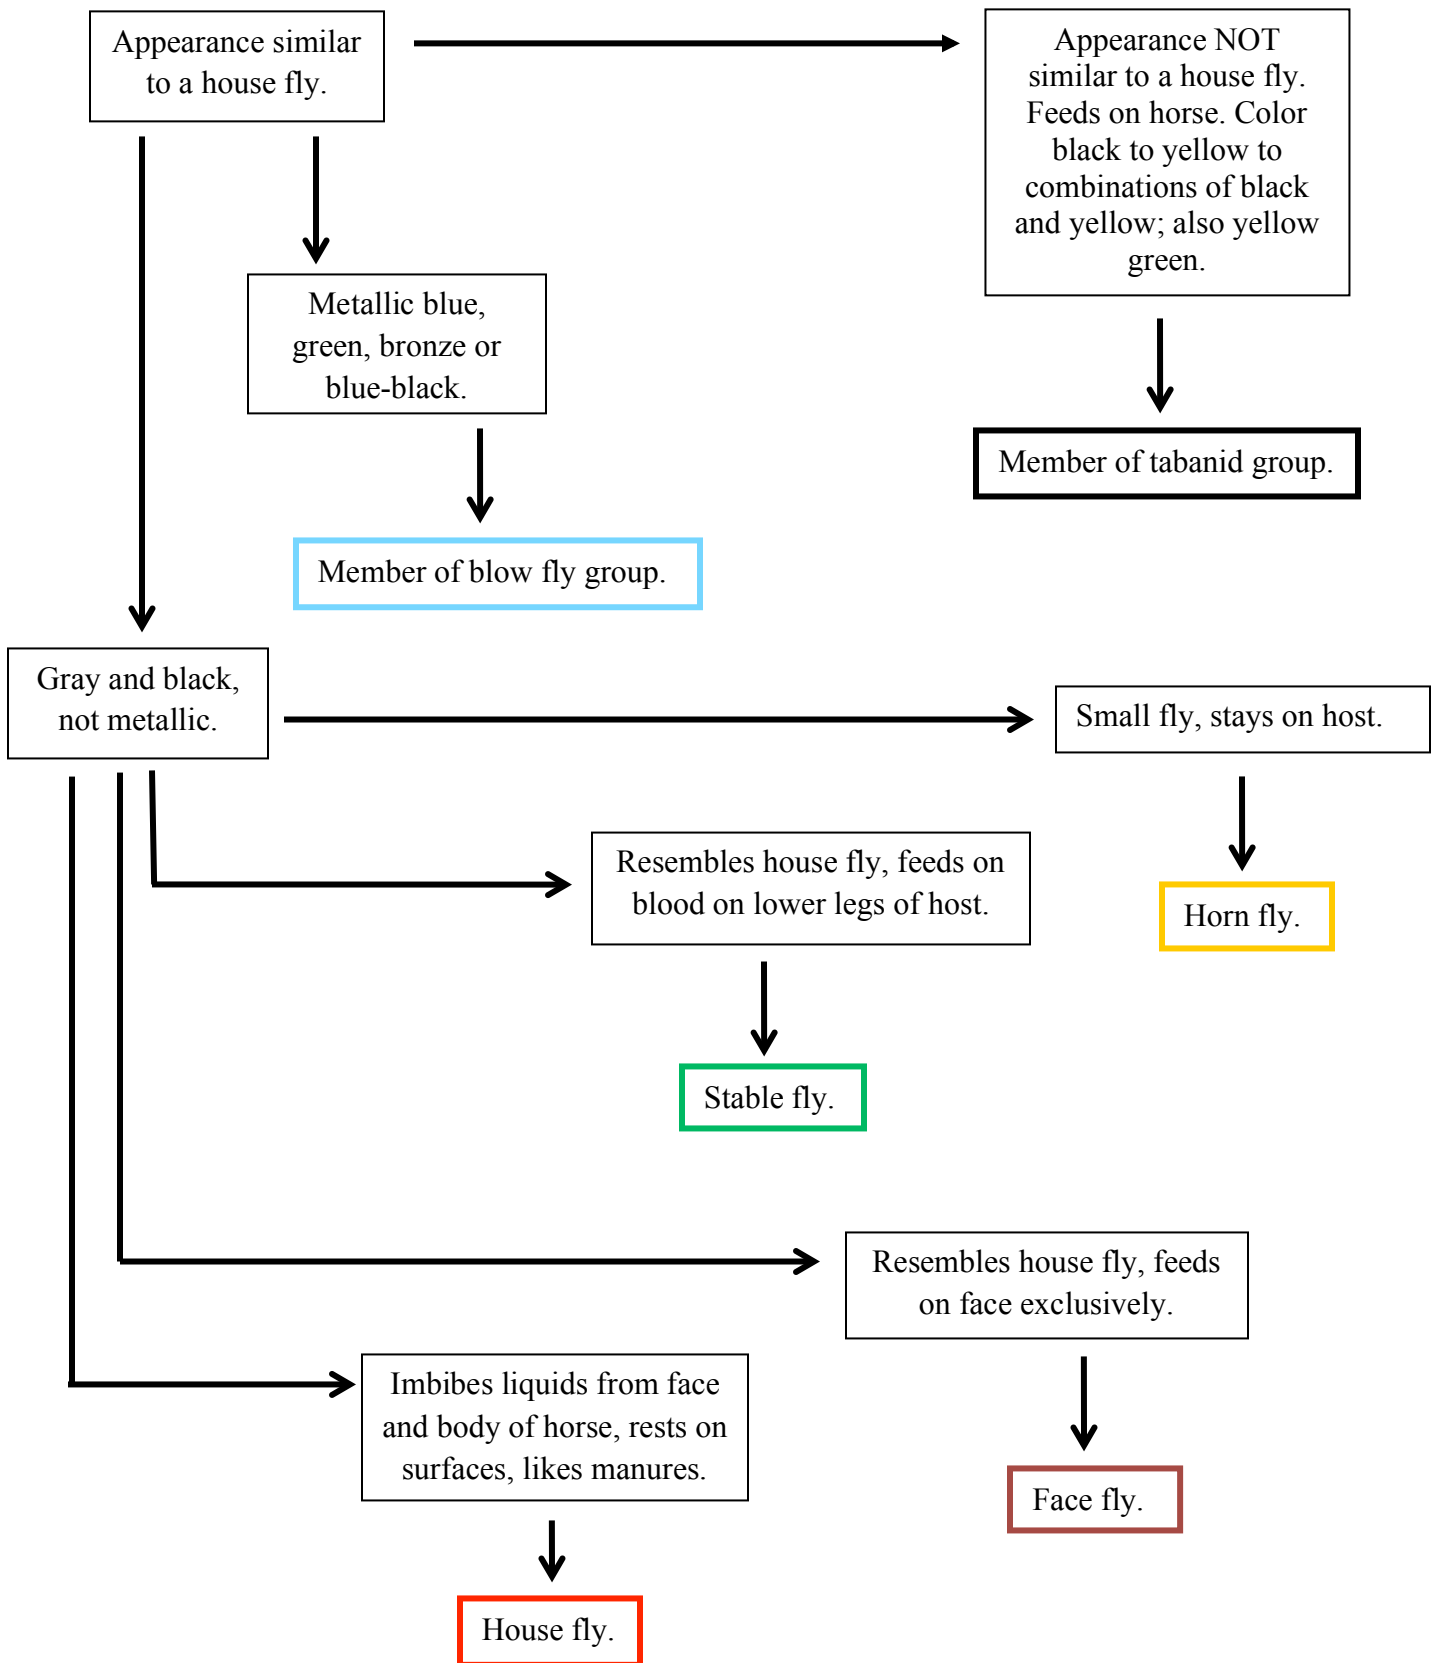 Appearance similar
to a house fly.
Appearance NOT
similar to a house fly.
Feeds on horse. Color
black to yellow to
combinations of black
and yellow; also yellow
green.
Metallic blue,
green, bronze or
blue-black.
Member of tabanid group.
Member of blow fly group.
Gray and black,
not metallic.
Small fly, stays on host.
Resembles house fly, feeds on
blood on lower legs of host.
Horn fly.
Stable fly.
Resembles house fly, feeds
on face exclusively.
Imbibes liquids from face
and body of horse, rests on
surfaces, likes manures.
Face fly.
House fly.